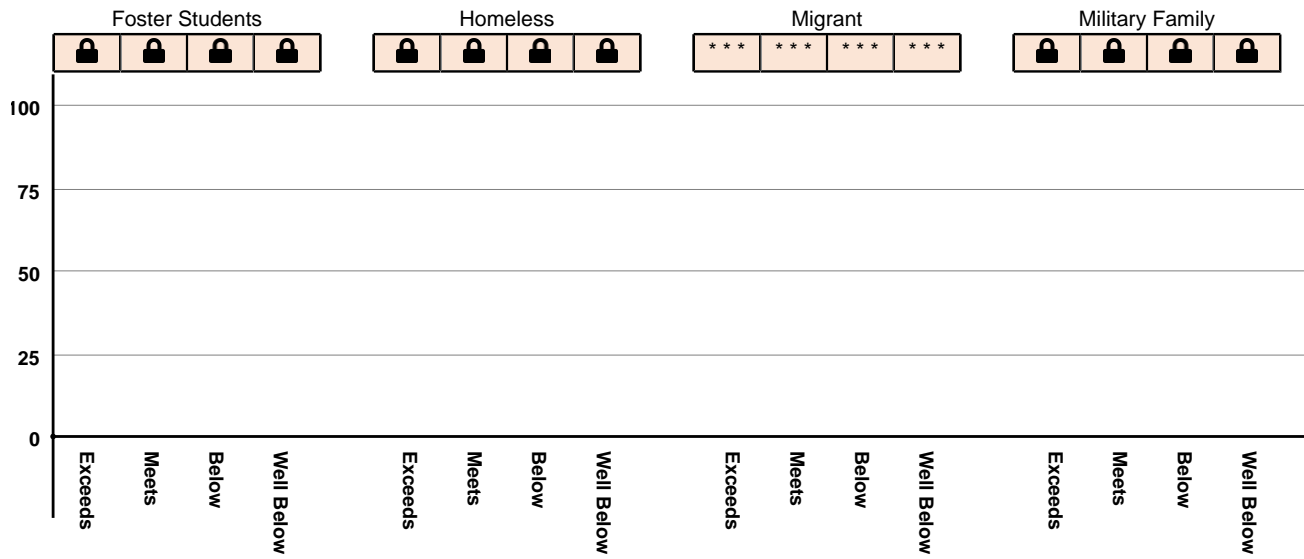 Foster Students Homeless Migrant Military Family
🔒 🔒 🔒 🔒 🔒 🔒 🔒 🔒 *** *** *** *** 🔒 🔒 🔒 🔒
100
75
50
25
0
Exceeds Meets Below Well Below Exceeds Meets Below Well Below Exceeds Meets Below Well Below Exceeds Meets Below Well Below